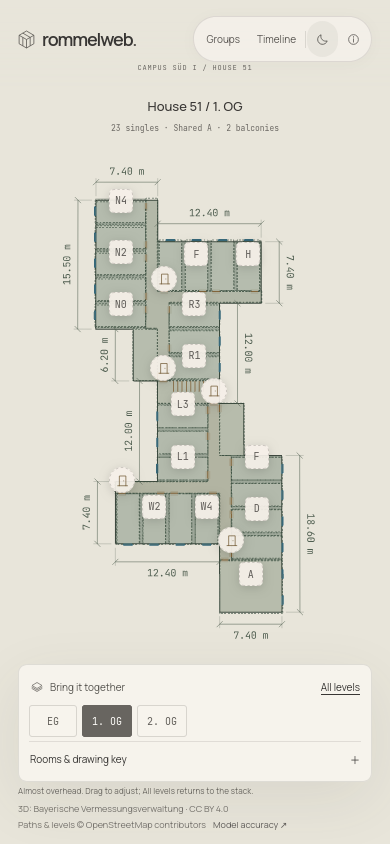 rommelweb.
Groups Timeline
CAMPUS SÜD I / HOUSE 51
House 51 / 1. OG
23 singles · Shared A · 2 balconies
7.40 m
N4
12.40 m
N2
F
H
15.50 m
7.40 m
N0
R3
6.20 m
R1
12.00 m
L3
12.00 m
L1
F
W2
W4
D
7.40 m
18.60 m
12.40 m
A
7.40 m
Bring it together
All levels
EG
1. OG
2. OG
Rooms & drawing key
+
Almost overhead. Drag to adjust; All levels returns to the stack.
3D: Bayerische Vermessungsverwaltung · CC BY 4.0
Paths & levels © OpenStreetMap contributors Model accuracy ↗